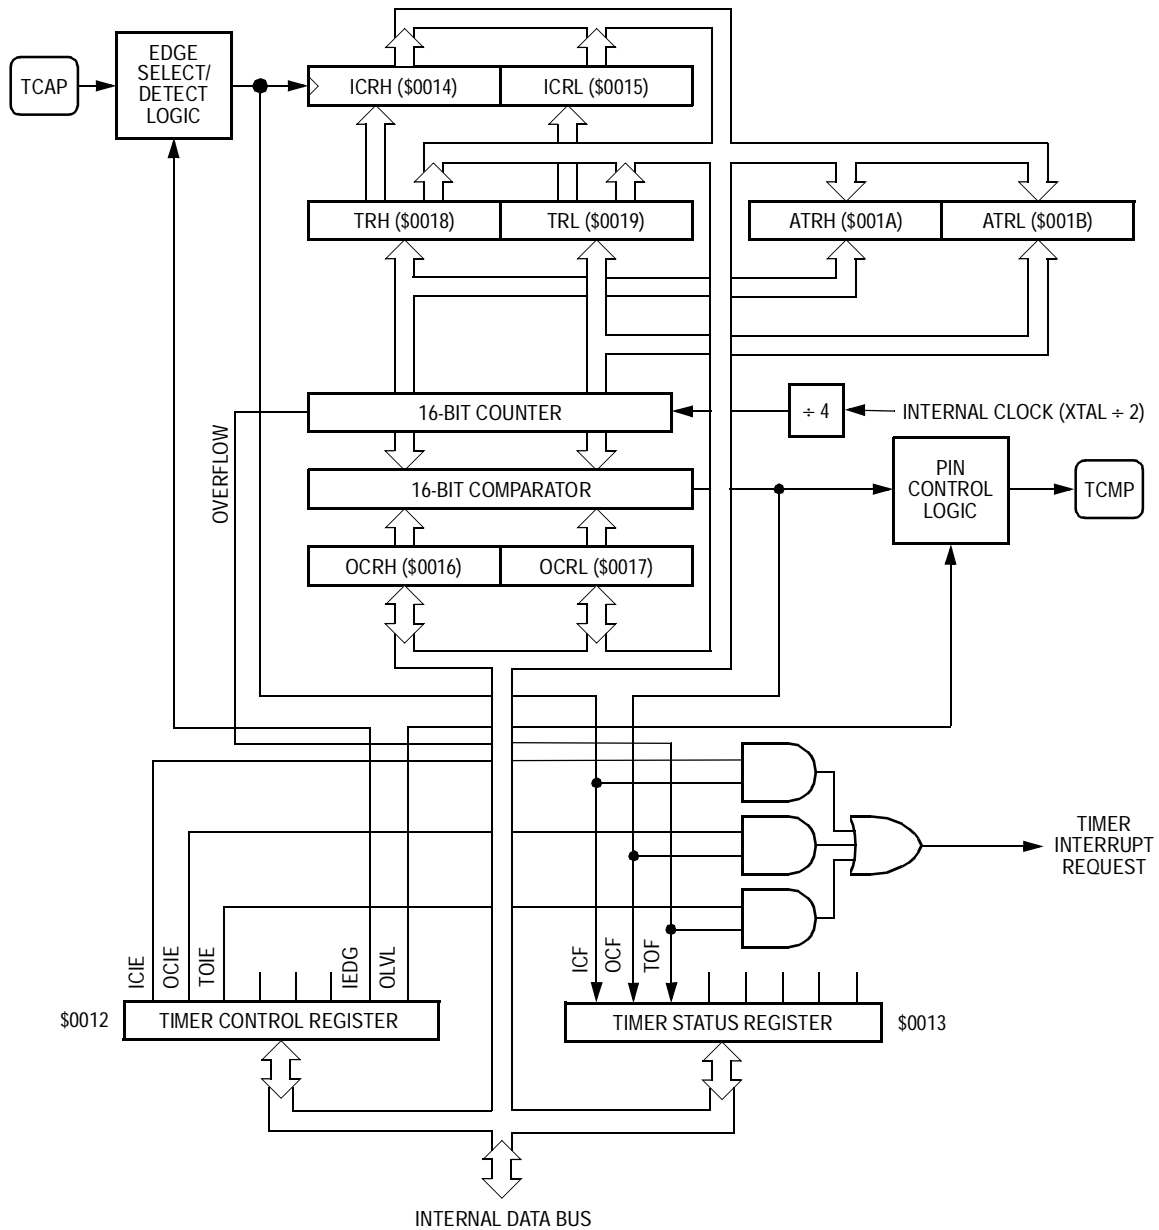 TCAP
EDGE
SELECT/
DETECT
LOGIC
ICRH ($0014)
ICRL ($0015)
TRH ($0018)
TRL ($0019)
ATRH ($001A)
ATRL ($001B)
16-BIT COUNTER
÷ 4
INTERNAL CLOCK (XTAL ÷ 2)
OVERFLOW
16-BIT COMPARATOR
PIN
CONTROL
LOGIC
TCMP
OCRH ($0016)
OCRL ($0017)
TIMER
INTERRUPT
REQUEST
ICIE
OCIE
TOIE
IEDG
OLVL
ICF
OCF
TOF
$0012
TIMER CONTROL REGISTER
TIMER STATUS REGISTER
$0013
INTERNAL DATA BUS